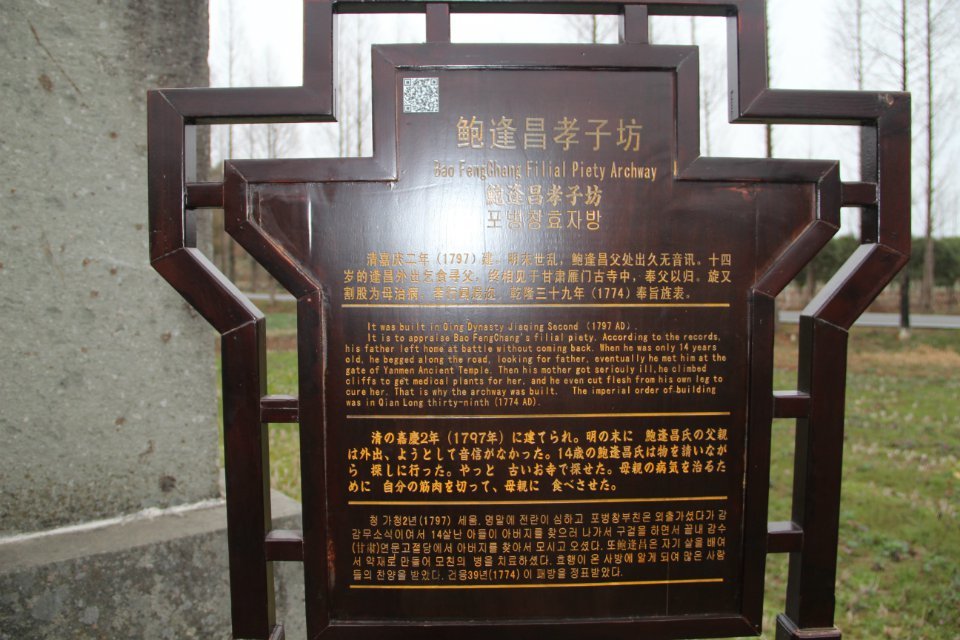 鲍逢昌孝子坊
Bao FengChang Filial Piety Archway
鮑逢昌孝子坊
포병창효자방
清嘉庆二年（1797）建。明末世乱，鲍逢昌父处出久无音讯。十四
岁的逢昌外出乞食寻父，终相见于甘肃雁门古寺中，奉父以归。旋又
割股为母治病，孝行闻遐迩，乾隆三十九年（1774）奉旨旌表。
It was built in Qing Dynasty Jiaqing Second (1797 AD).
It is to appraise Bao FengChang's filial piety. According to the records,
his father left home at battle without coming back. When he was only 14 years
old, he begged along the road, looking for father, eventually he met him at the
gate of Yanmen Ancient Temple. Then his mother got seriouly ill, he climbed
cliffs to get medical plants for her, and he even cut flesh from his own leg to
cure her. That is why the archway was built. The imperial order of building
was in Qian Long thirty-ninth (1774 AD).
清の嘉慶2年（1797年）に建てられ。明の末に 鮑逢昌氏の父親
は外出、ようとして音信がなかった。14歳の鮑逢昌氏は物を請いなが
ら 探しに行った。やっと 古いお寺で探せた。母親の病気を治るた
めに 自分の筋肉を切って、母親に 食べさせた。
청 가청2년(1797) 세움, 명말에 전란이 심하고 포병창부친은 외출가셨다가 감
감무소식이여서 14살난 아들이 아버지를 찾으러 나가서 구걸을 하면서 끝내 감수
(甘肅)연문고절당에서 아버지를 찾아서 모시고 오셨다. 또鮑逢昌은 자기 살을 베여
서 약재로 만들어 모친의 병을 치료하셨다. 효행이 온 사방에 알게 되여 많은 사람
들의 찬양을 받았다. 건융39년(1774) 이 패방을 정표받았다.